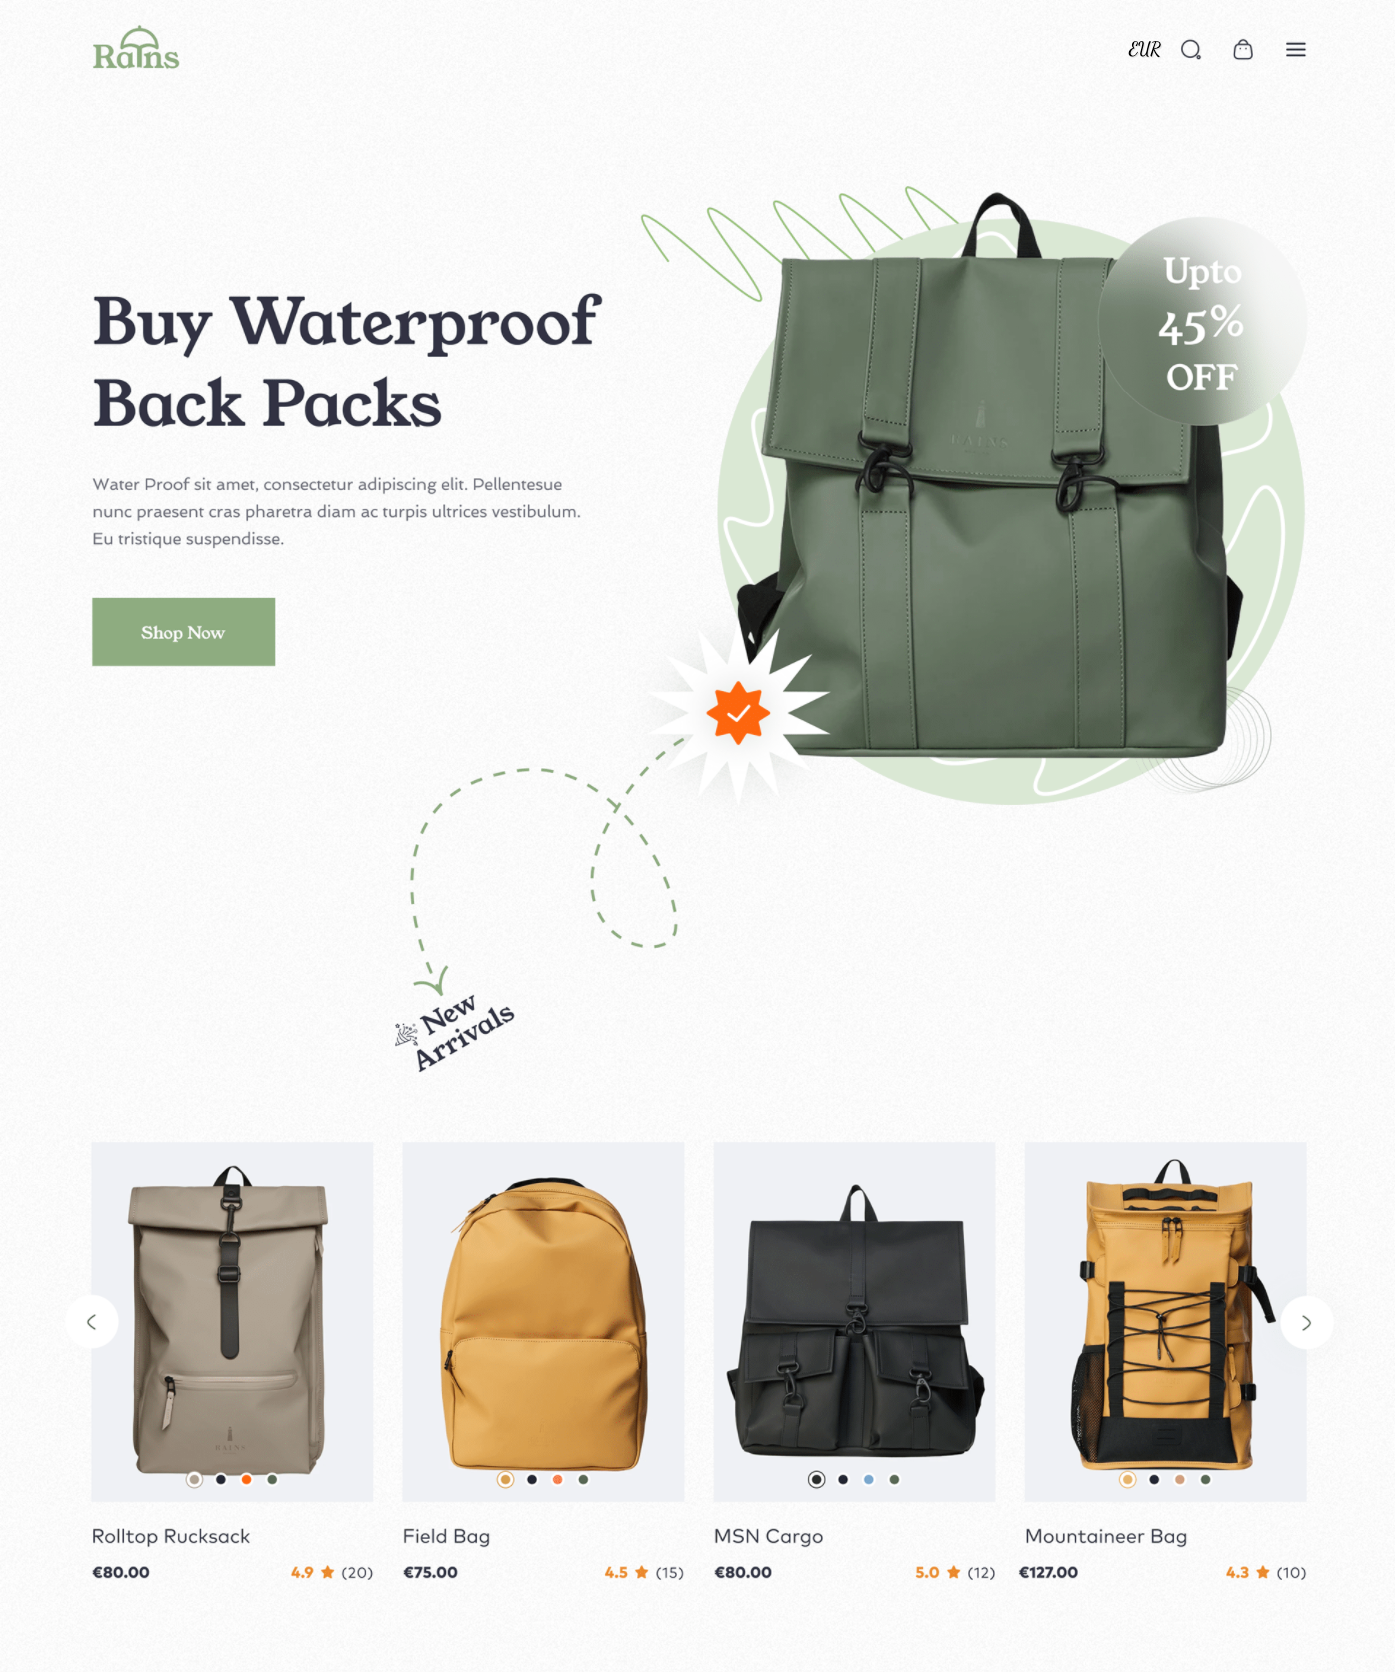 Rains
EUR
Buy Waterproof
Back Packs
Water Proof sit amet, consectetur adipiscing elit. Pellentesue
nunc praesent cras pharetra diam ac turpis ultrices vestibulum.
Eu tristique suspendisse.
Shop Now
Upto
45%
OFF
RAINS
New
Arrivals
RAINS
Rolltop Rucksack
€80.00
4.9 ★ (20)
Field Bag
€75.00
4.5 ★ (15)
MSN Cargo
€80.00
5.0 ★ (12)
Mountaineer Bag
€127.00
4.3 ★ (10)